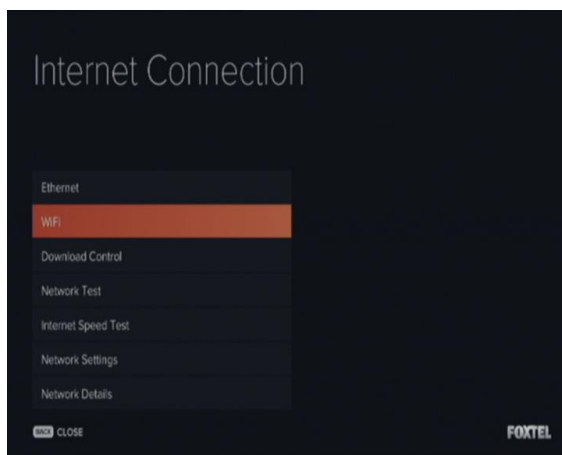 Internet Connection
Ethernet
WiFi
Download Control
Network Test
Internet Speed Test
Network Settings
Network Details
BACK CLOSE
FOXTEL